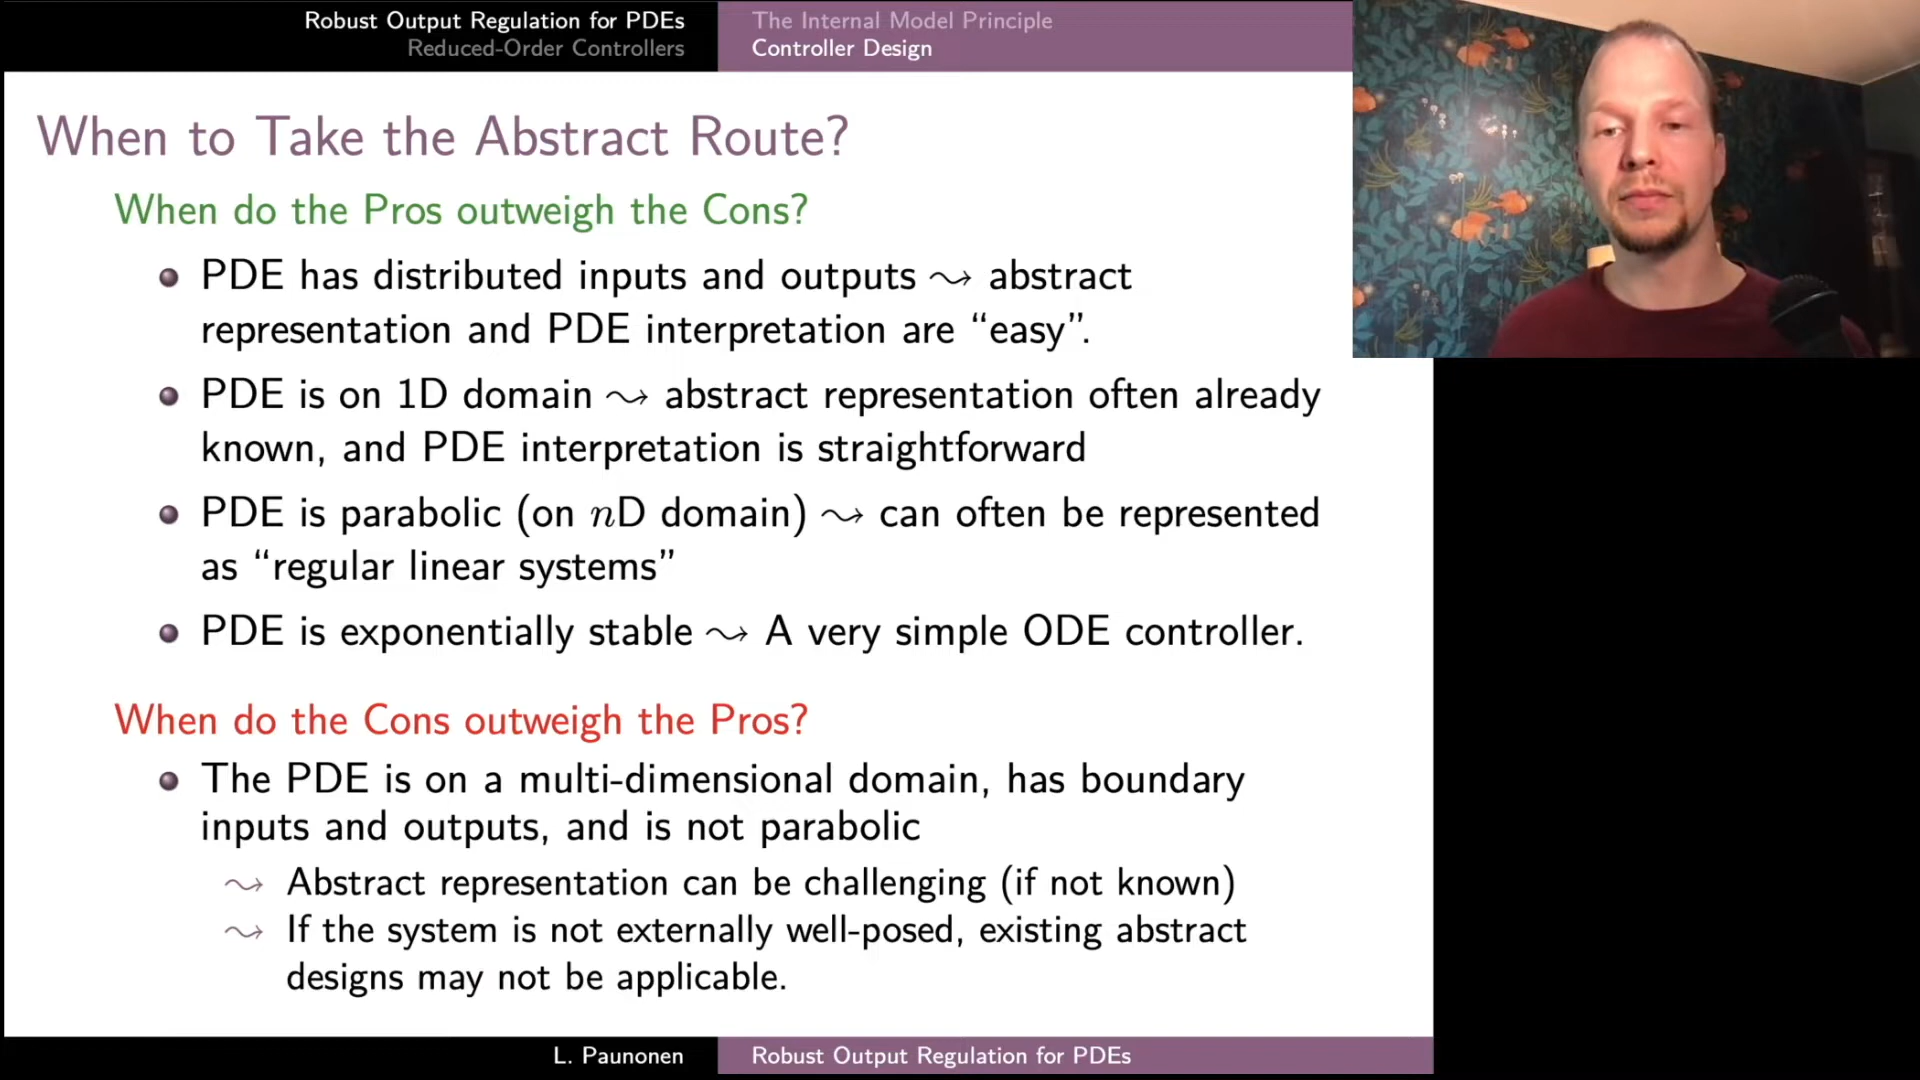 Robust Output Regulation for PDEs
Reduced-Order Controllers
The Internal Model Principle
Controller Design
When to Take the Abstract Route?
When do the Pros outweigh the Cons?
PDE has distributed inputs and outputs ⇝ abstract
representation and PDE interpretation are “easy”.
PDE is on 1D domain ⇝ abstract representation often already
known, and PDE interpretation is straightforward
PDE is parabolic (on nD domain) ⇝ can often be represented
as “regular linear systems”
PDE is exponentially stable ⇝ A very simple ODE controller.
When do the Cons outweigh the Pros?
The PDE is on a multi-dimensional domain, has boundary
inputs and outputs, and is not parabolic
⇝ Abstract representation can be challenging (if not known)
⇝ If the system is not externally well-posed, existing abstract
designs may not be applicable.
L. Paunonen
Robust Output Regulation for PDEs